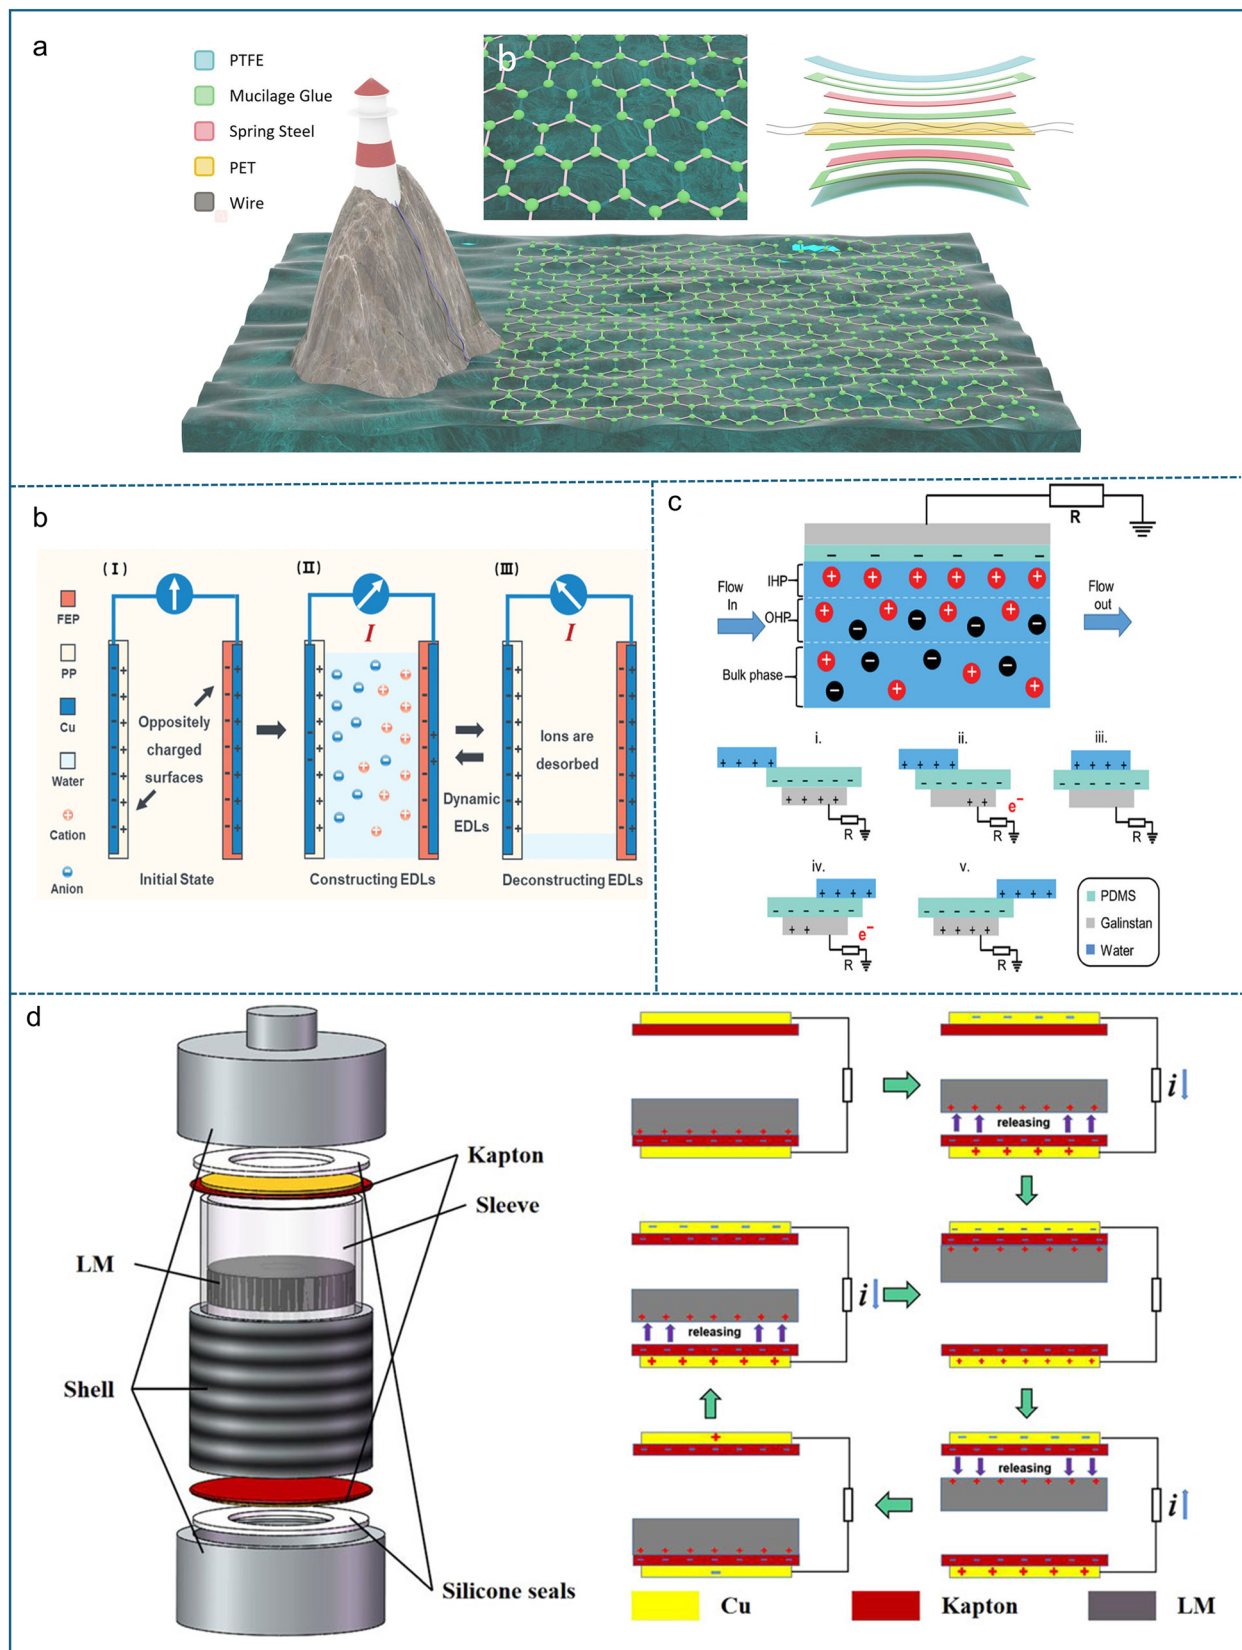 a
PTFE
Mucilage Glue
Spring Steel
PET
Wire
b
b
(I)
(II)
(III)
FEP
PP
Cu
Water
Cation
Anion
I
I
Oppositely
charged
surfaces
Ions are
desorbed
Dynamic
EDLs
Initial State
Constructing EDLs
Deconstructing EDLs
c
R
Flow
In
IHP
OHP
Bulk phase
Flow
out
i.
ii.
iii.
R
e⁻
R
R
iv.
v.
e⁻
R
R
PDMS
Galinstan
Water
d
Kapton
Sleeve
LM
Shell
Silicone seals
releasing
i
releasing
i
releasing
i
Cu
Kapton
LM